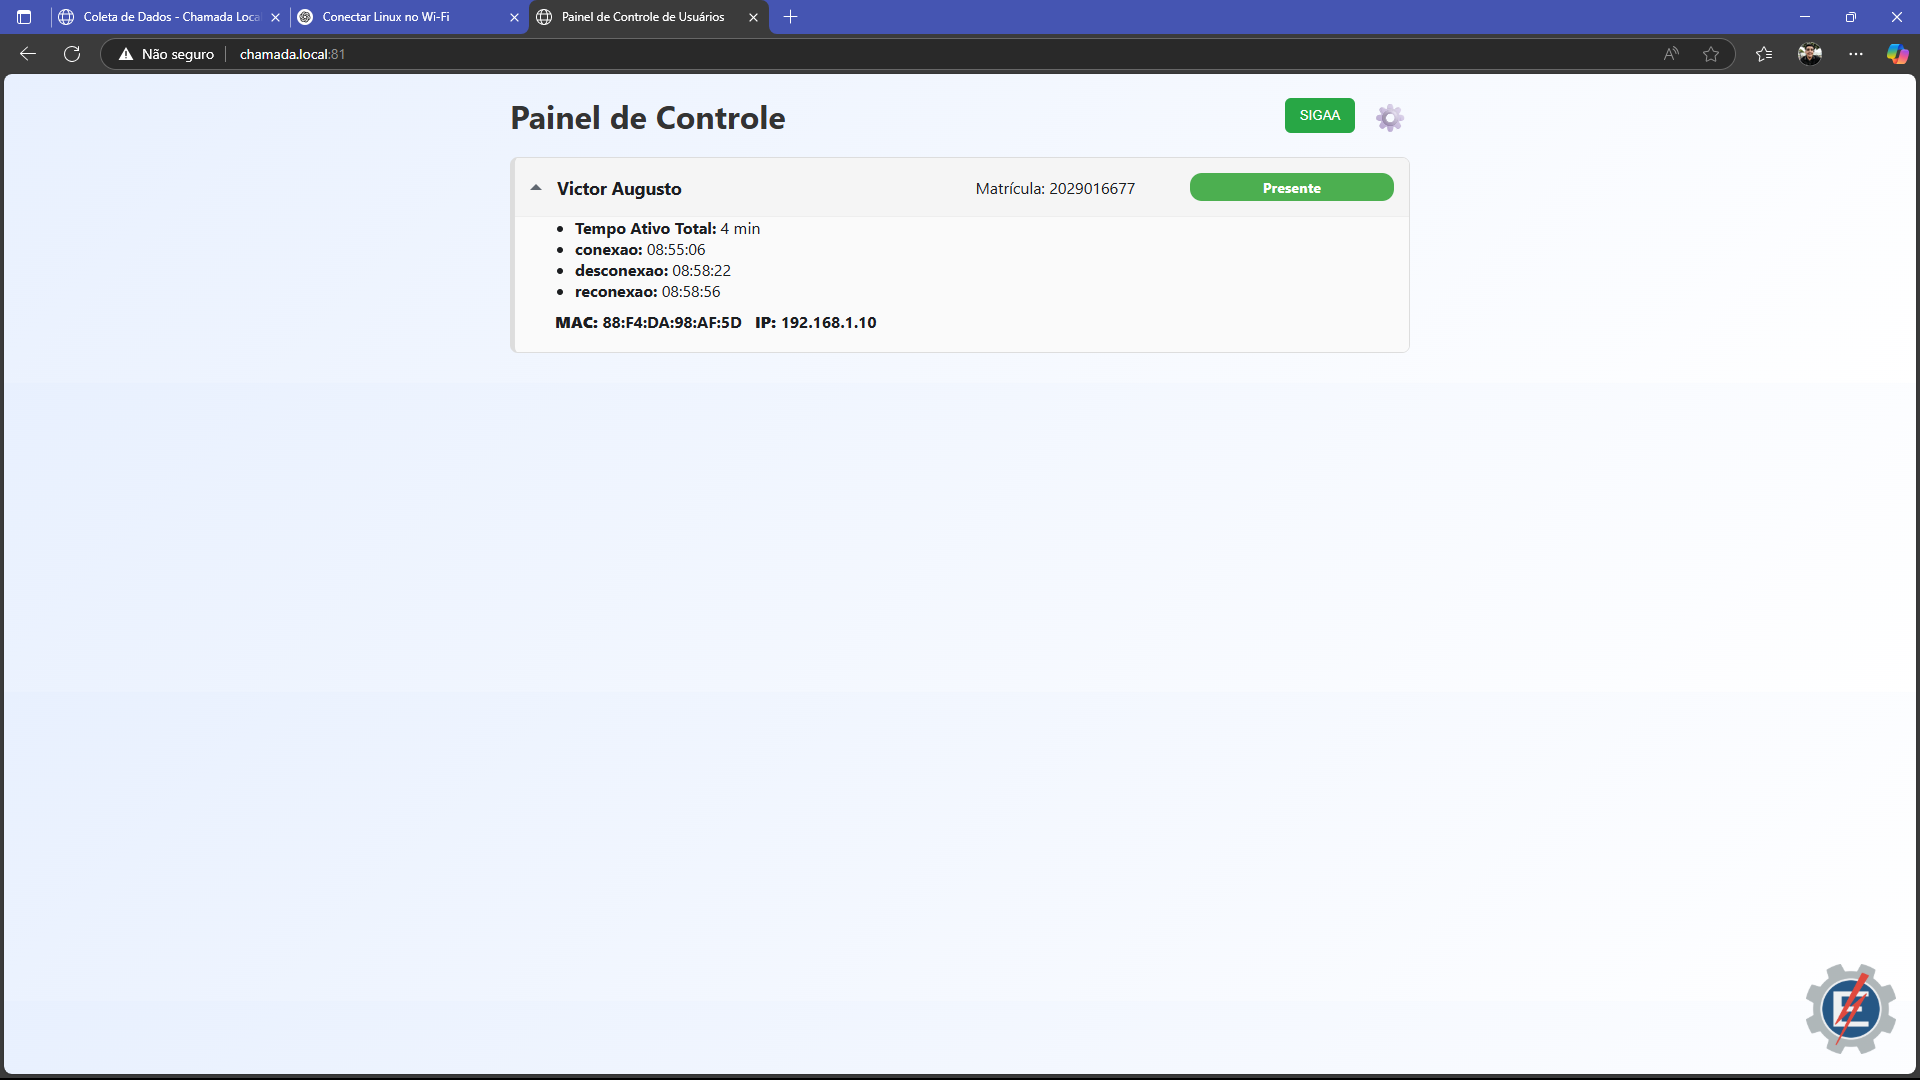 Coleta de Dados - Chamada Loca
Conectar Linux no Wi-Fi
Painel de Controle de Usuários
Não seguro
chamada.local:81
Painel de Controle
SIGAA
Victor Augusto
Matrícula: 2029016677
Presente
Tempo Ativo Total: 4 min
conexao: 08:55:06
desconexao: 08:58:22
reconexao: 08:58:56
MAC: 88:F4:DA:98:AF:5D IP: 192.168.1.10
E